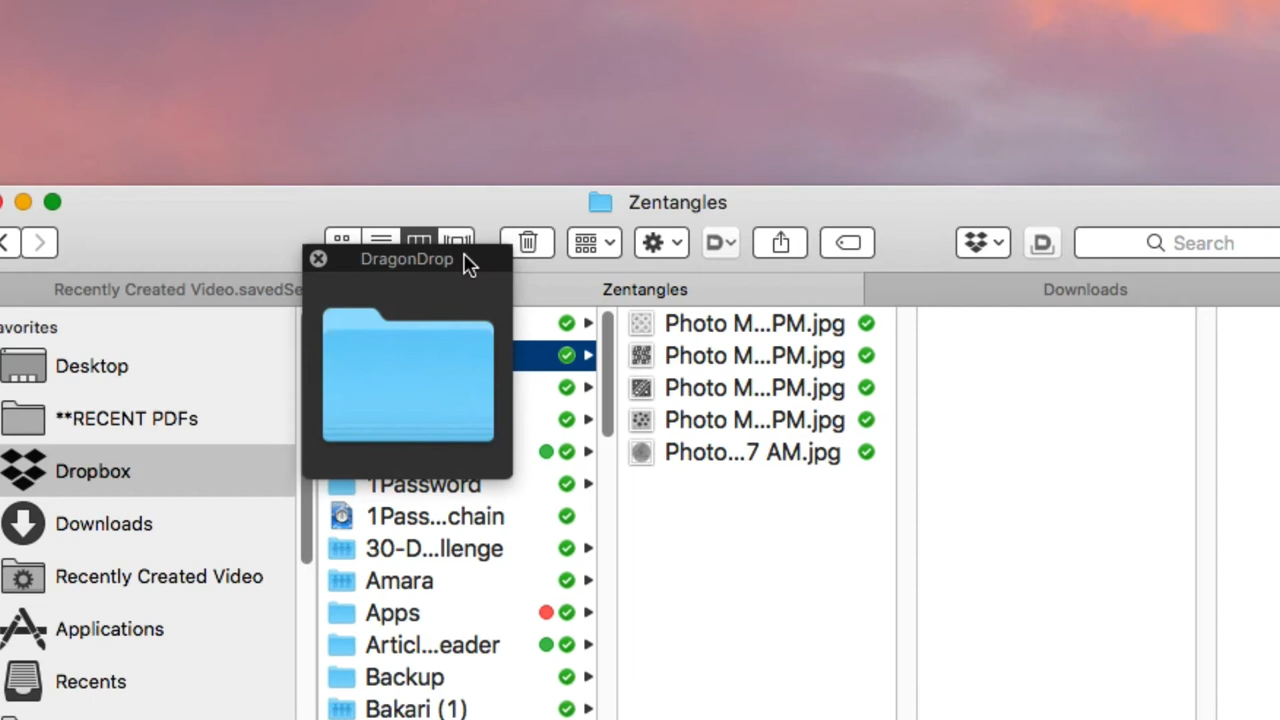 Zentangles
Search
DragonDrop
Recently Created Video.savedSe
Zentangles
Downloads
avorites
Desktop
**RECENT PDFs
Dropbox
Downloads
Recently Created Video
Applications
Recents
1Password
1Pass...chain
30-D...llenge
Amara
Apps
Articl...eader
Backup
Bakari (1)
Photo M...PM.jpg
Photo M...PM.jpg
Photo M...PM.jpg
Photo M...PM.jpg
Photo...7 AM.jpg